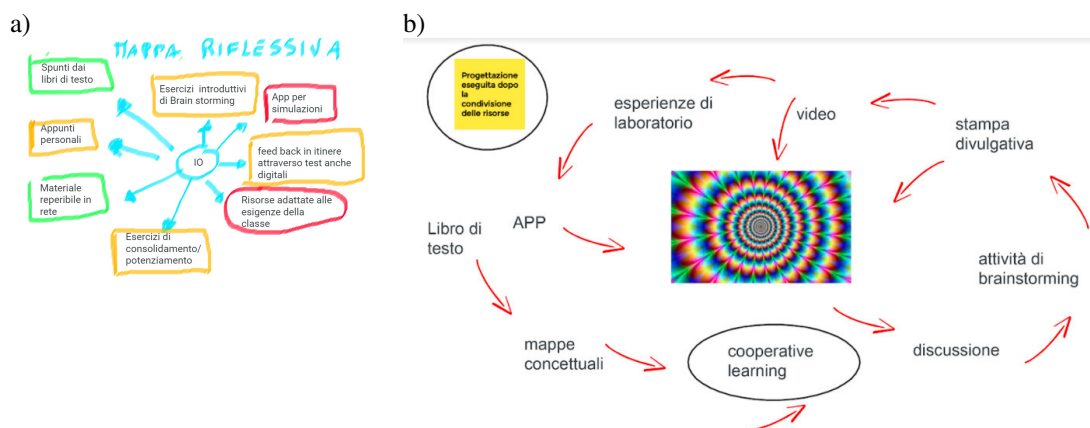 a)
MAPPA RIFLESSIVA
Spunti dai
libri di testo
Esercizi introduttivi
di Brain storming
App per
simulazioni
Appunti
personali
IO
feed back in itinere
attraverso test anche
digitali
Materiale
reperibile in
rete
Risorse adattate alle
esigenze della
classe
Esercizi di
consolidamento/
potenziamento
b)
Progettazione
eseguita dopo
la
condivisione
delle risorse
esperienze di
laboratorio
video
stampa
divulgativa
Libro di
testo
APP
attività di
brainstorming
mappe
concettuali
cooperative
learning
discussione